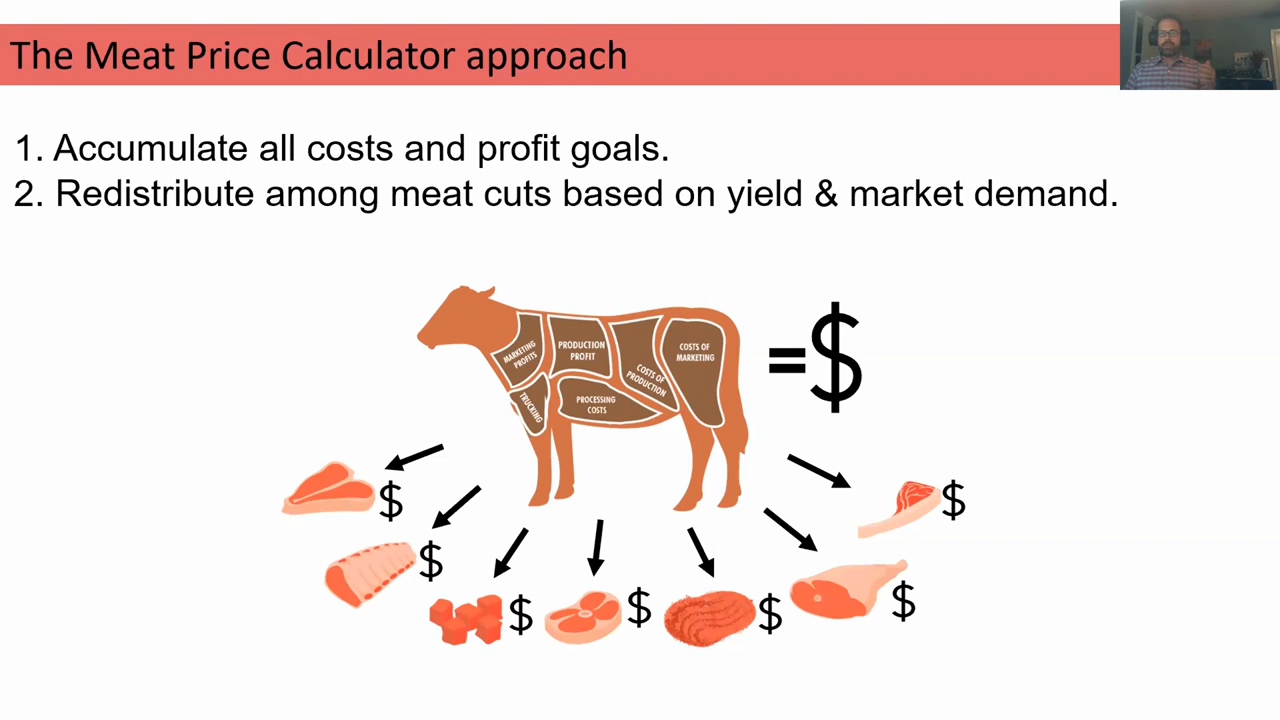 The Meat Price Calculator approach
1. Accumulate all costs and profit goals.
2. Redistribute among meat cuts based on yield & market demand.
MARKETING
PROFITS
PRODUCTION
PROFIT
COSTS OF
PRODUCTION
COSTS OF
MARKETING
TRUCKING
PROCESSING
COSTS
=$
$
$
$
$
$
$
$